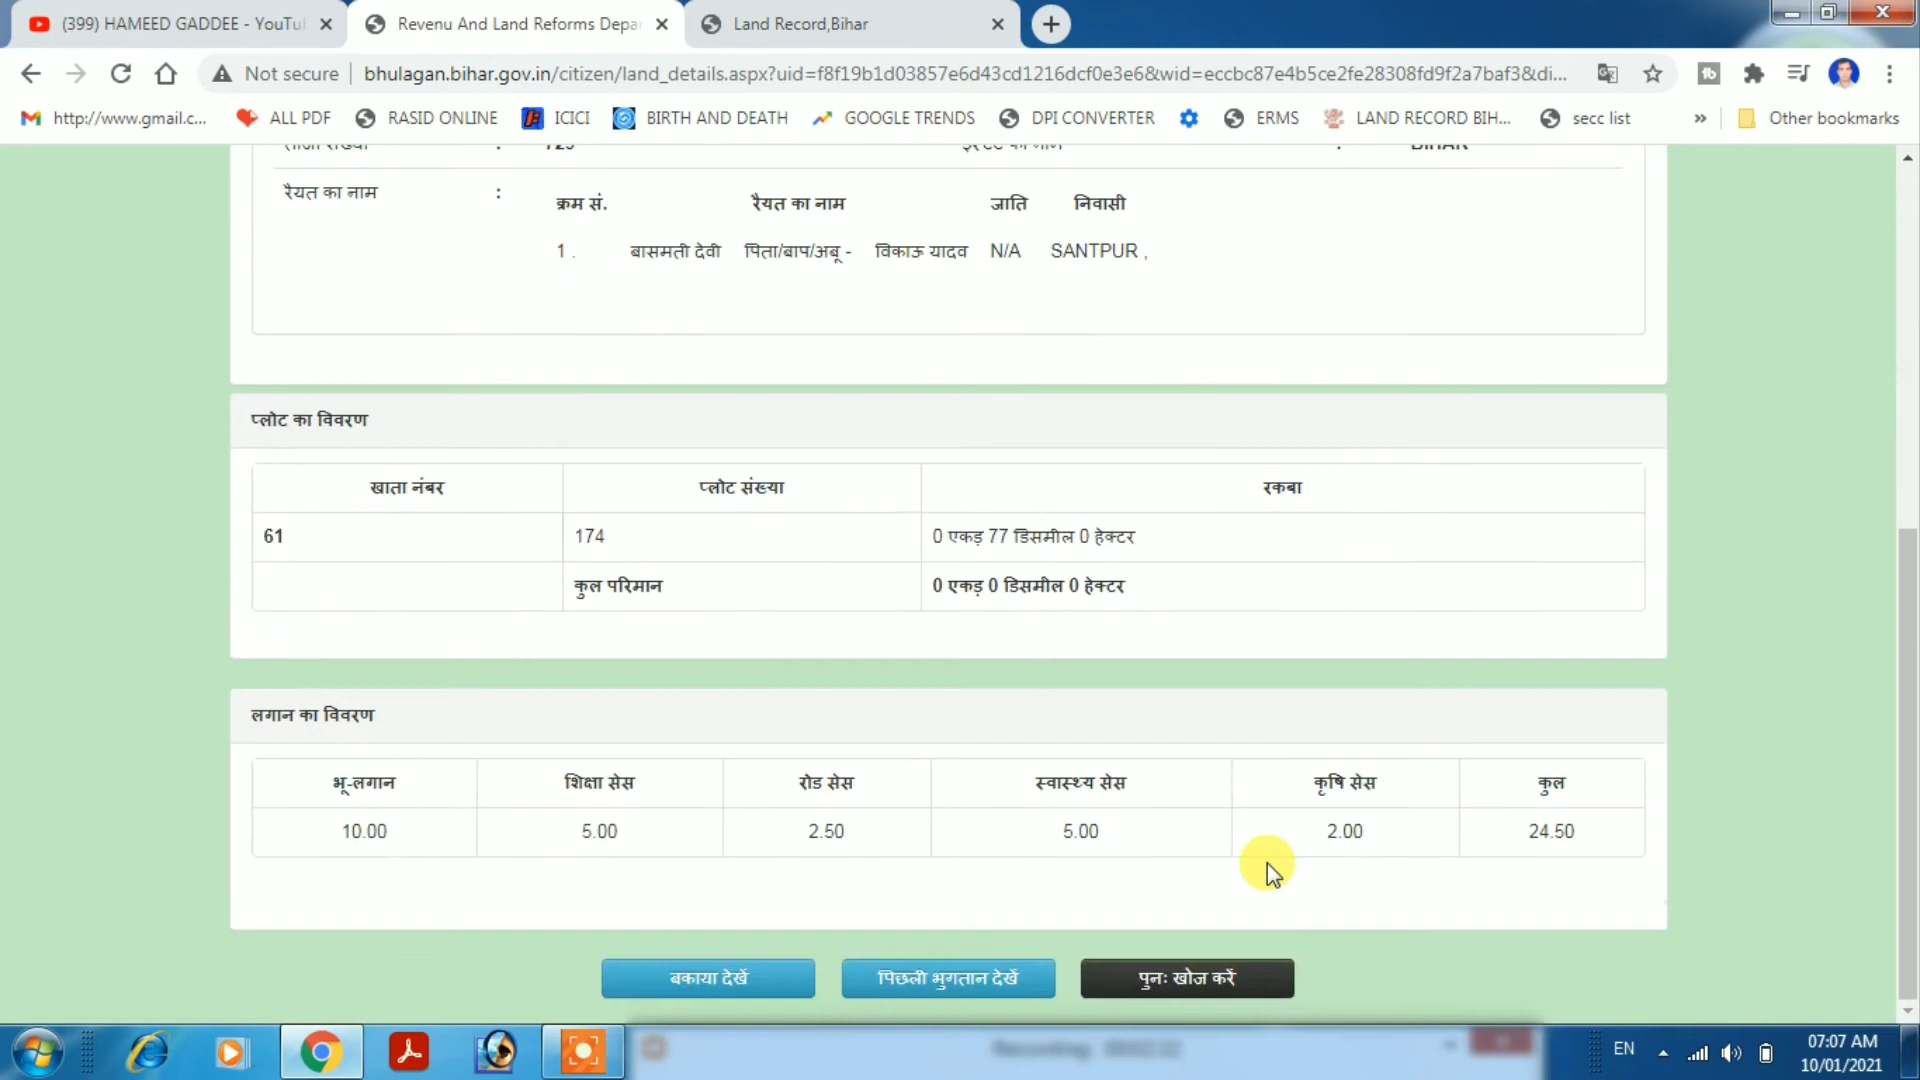 (399) HAMEED GADDEE - YouTu
Revenu And Land Reforms Depa
Land Record,Bihar
Not secure
bhulagan.bihar.gov.in/citizen/land_details.aspx?uid=f8f19b1d03857e6d43cd1216dcf0e3e6&wid=eccbc87e4b5ce2fe28308fd9f2a7baf3&di...
http://www.gmail.c... ALL PDF RASID ONLINE ICICI BIRTH AND DEATH GOOGLE TRENDS DPI CONVERTER ERMS LAND RECORD BIH... secc list » Other bookmarks
: : BIHAR
रैयत का नाम :
क्रम सं. रैयत का नाम जाति निवासी
1 . बासमती देवी पिता/बाप/अबू - विकाऊ यादव N/A SANTPUR ,
प्लोट का विवरण
खाता नंबर प्लोट संख्या रकबा
61 174 0 एकड़ 77 डिसमील 0 हेक्टर
कुल परिमान 0 एकड़ 0 डिसमील 0 हेक्टर
लगान का विवरण
भू-लगान शिक्षा सेस रोड सेस स्वास्थ्य सेस कृषि सेस कुल
10.00 5.00 2.50 5.00 2.00 24.50
बकाया देखें पिछली भुगतान देखें पुनः खोज करें
EN
07:07 AM
10/01/2021